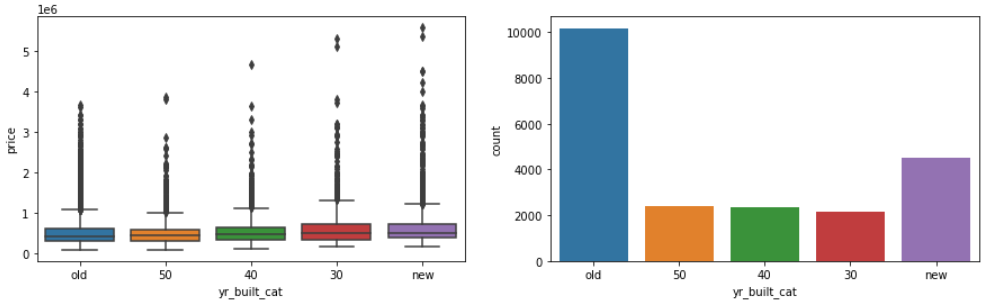 1e6
price
5
4
3
2
1
0
old 50 40 30 new
yr_built_cat
count
10000
8000
6000
4000
2000
0
old 50 40 30 new
yr_built_cat